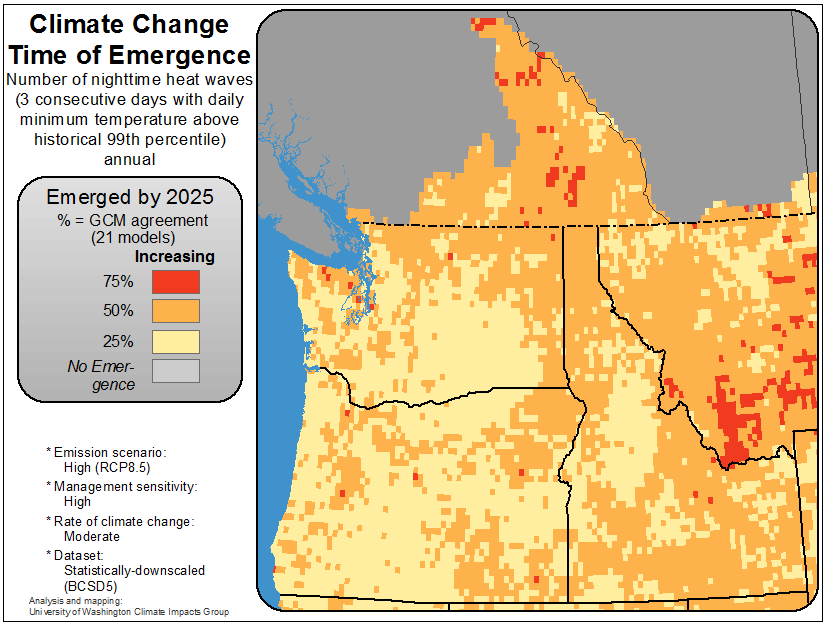 Climate Change
Time of Emergence
Number of nighttime heat waves
(3 consecutive days with daily
minimum temperature above
historical 99th percentile)
annual
Emerged by 2025
% = GCM agreement
(21 models)
Increasing
75%
50%
25%
No Emer-
gence
* Emission scenario:
High (RCP8.5)
* Management sensitivity:
High
* Rate of climate change:
Moderate
* Dataset:
Statistically-downscaled
(BCSD5)
Analysis and mapping:
University of Washington Climate Impacts Group